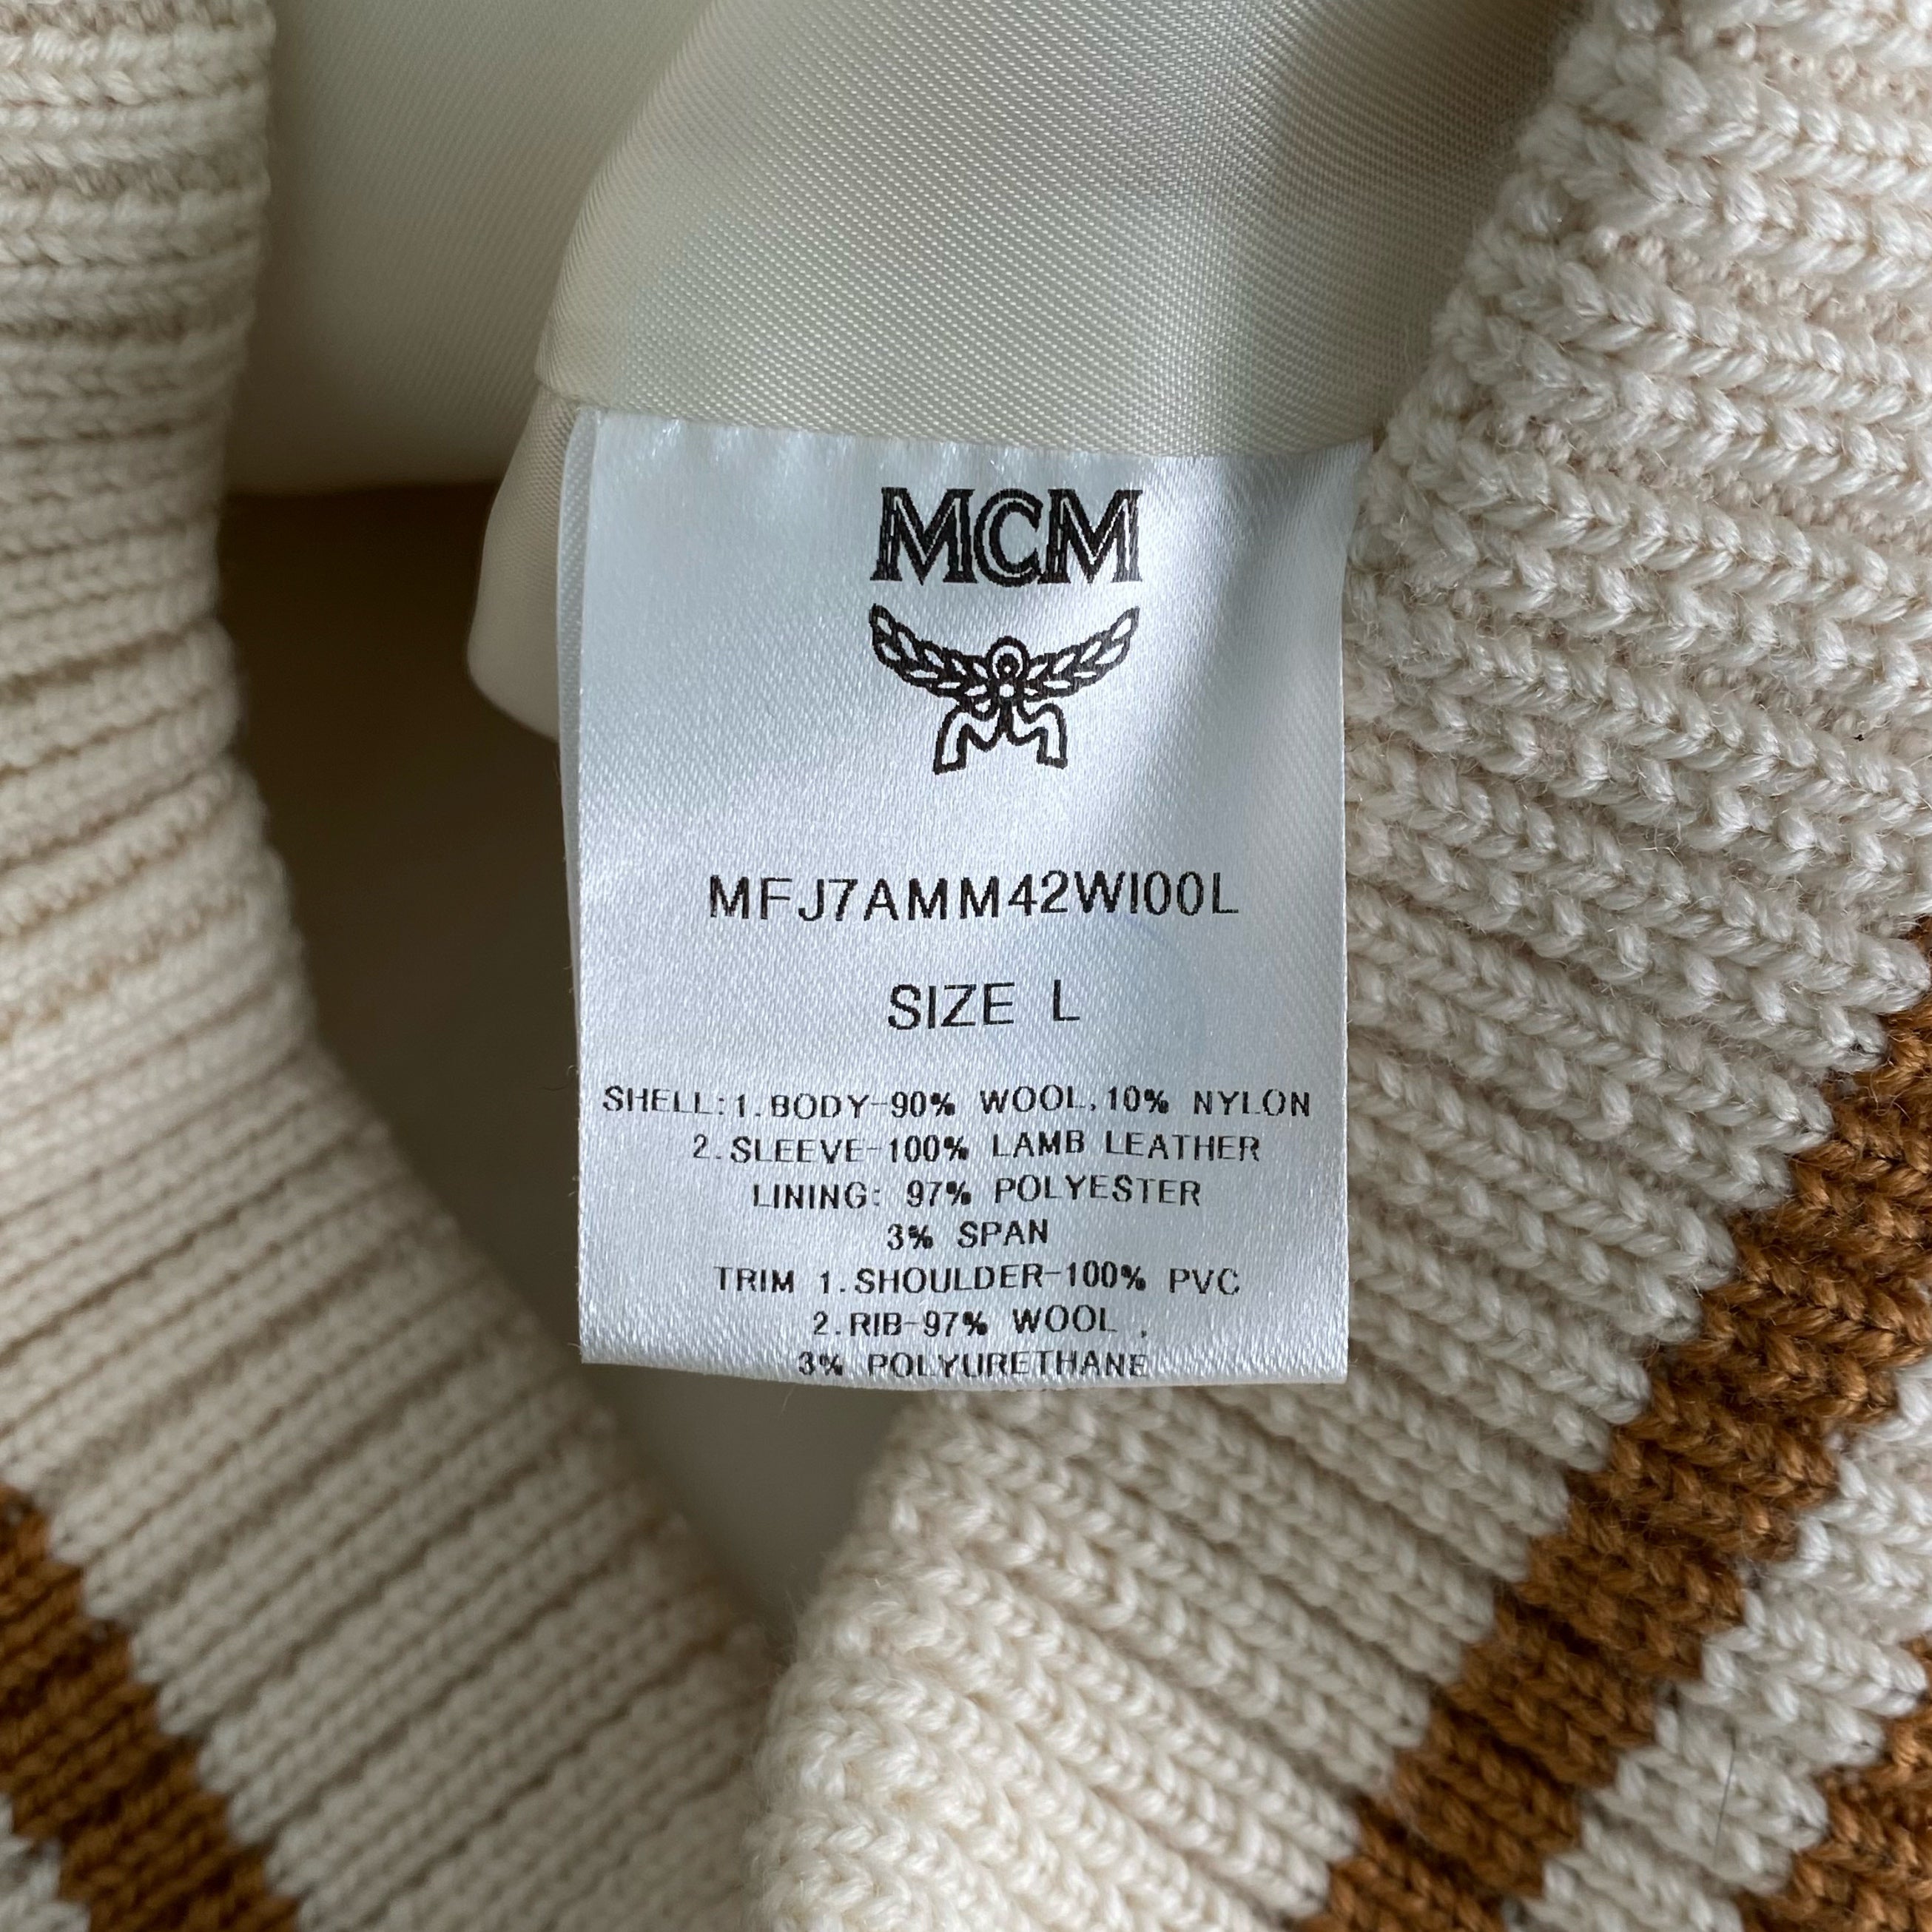 MCM
MFJ7AMM42WI00L
SIZE L
SHELL:1.BODY-90% WOOL,10% NYLON
2.SLEEVE-100% LAMB LEATHER
LINING: 97% POLYESTER
3% SPAN
TRIM 1.SHOULDER-100% PVC
2.RIB-97% WOOL ,
3% POLYURETHANE